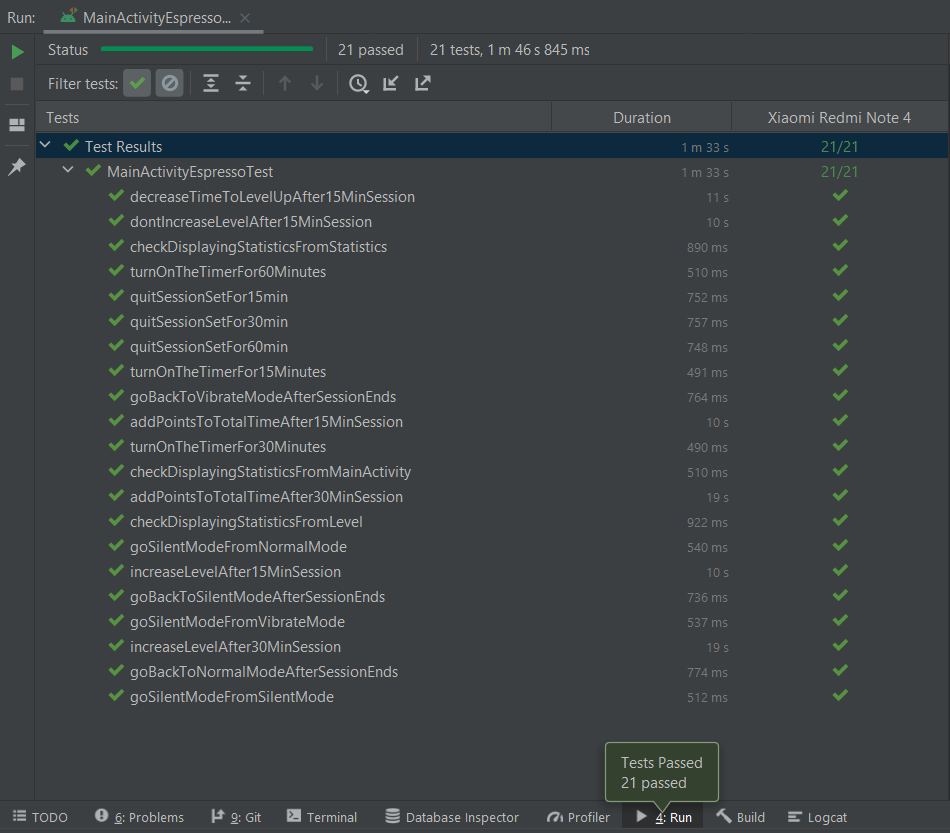 Run: MainActivityEspresso...
Status 21 passed 21 tests, 1 m 46 s 845 ms
Filter tests:
Tests Duration Xiaomi Redmi Note 4
Test Results 1 m 33 s 21/21
MainActivityEspressoTest 1 m 33 s 21/21
decreaseTimeToLevelUpAfter15MinSession 11 s
dontIncreaseLevelAfter15MinSession 10 s
checkDisplayingStatisticsFromStatistics 890 ms
turnOnTheTimerFor60Minutes 510 ms
quitSessionSetFor15min 752 ms
quitSessionSetFor30min 757 ms
quitSessionSetFor60min 748 ms
turnOnTheTimerFor15Minutes 491 ms
goBackToVibrateModeAfterSessionEnds 764 ms
addPointsToTotalTimeAfter15MinSession 10 s
turnOnTheTimerFor30Minutes 490 ms
checkDisplayingStatisticsFromMainActivity 510 ms
addPointsToTotalTimeAfter30MinSession 19 s
checkDisplayingStatisticsFromLevel 922 ms
goSilentModeFromNormalMode 540 ms
increaseLevelAfter15MinSession 10 s
goBackToSilentModeAfterSessionEnds 736 ms
goSilentModeFromVibrateMode 537 ms
increaseLevelAfter30MinSession 19 s
goBackToNormalModeAfterSessionEnds 774 ms
goSilentModeFromSilentMode 512 ms
Tests Passed
21 passed
TODO 6: Problems 9: Git Terminal Database Inspector Profiler 4: Run Build Logcat